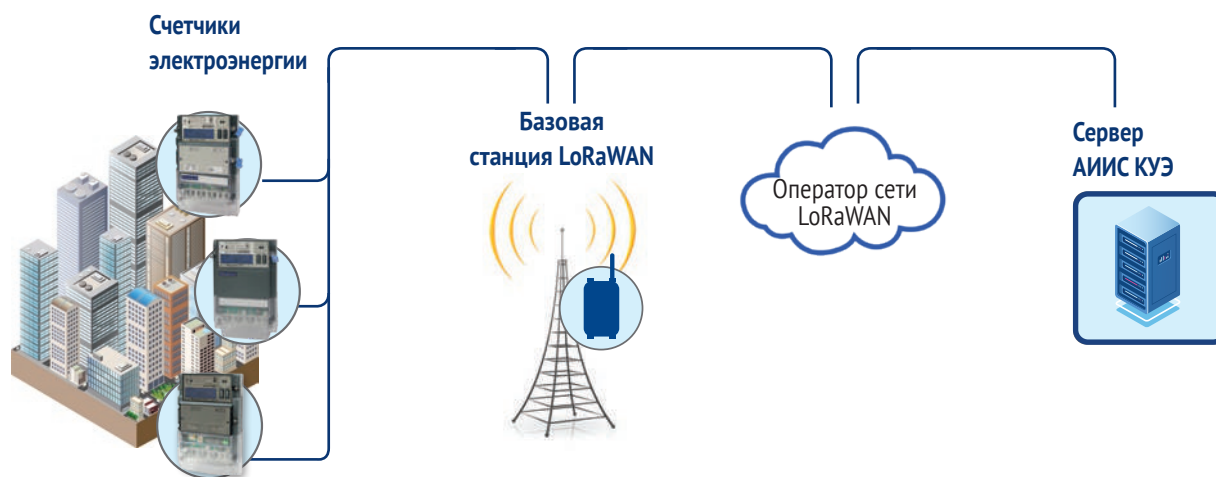 Счетчики
электроэнергии
Базовая
станция LoRaWAN
Оператор сети
LoRaWAN
Сервер
АИИС КУЭ